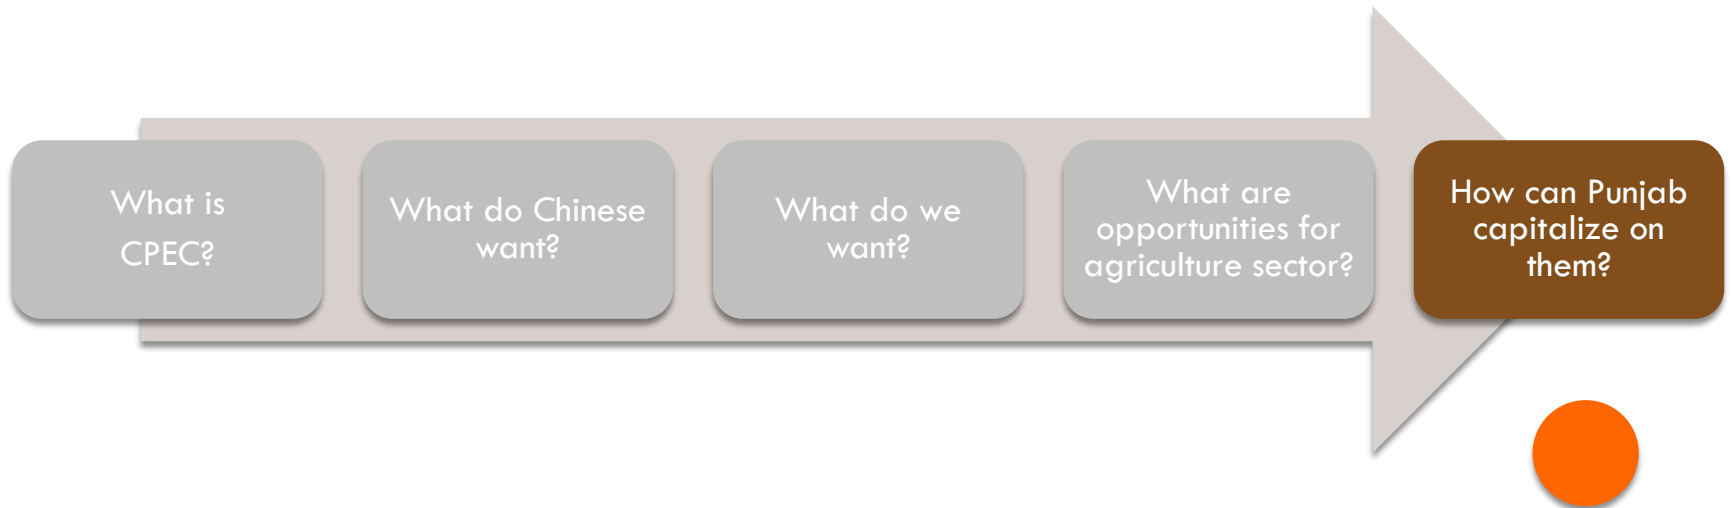 What is
CPEC?
What do Chinese
want?
What do we
want?
What are
opportunities for
agriculture sector?
How can Punjab
capitalize on
them?